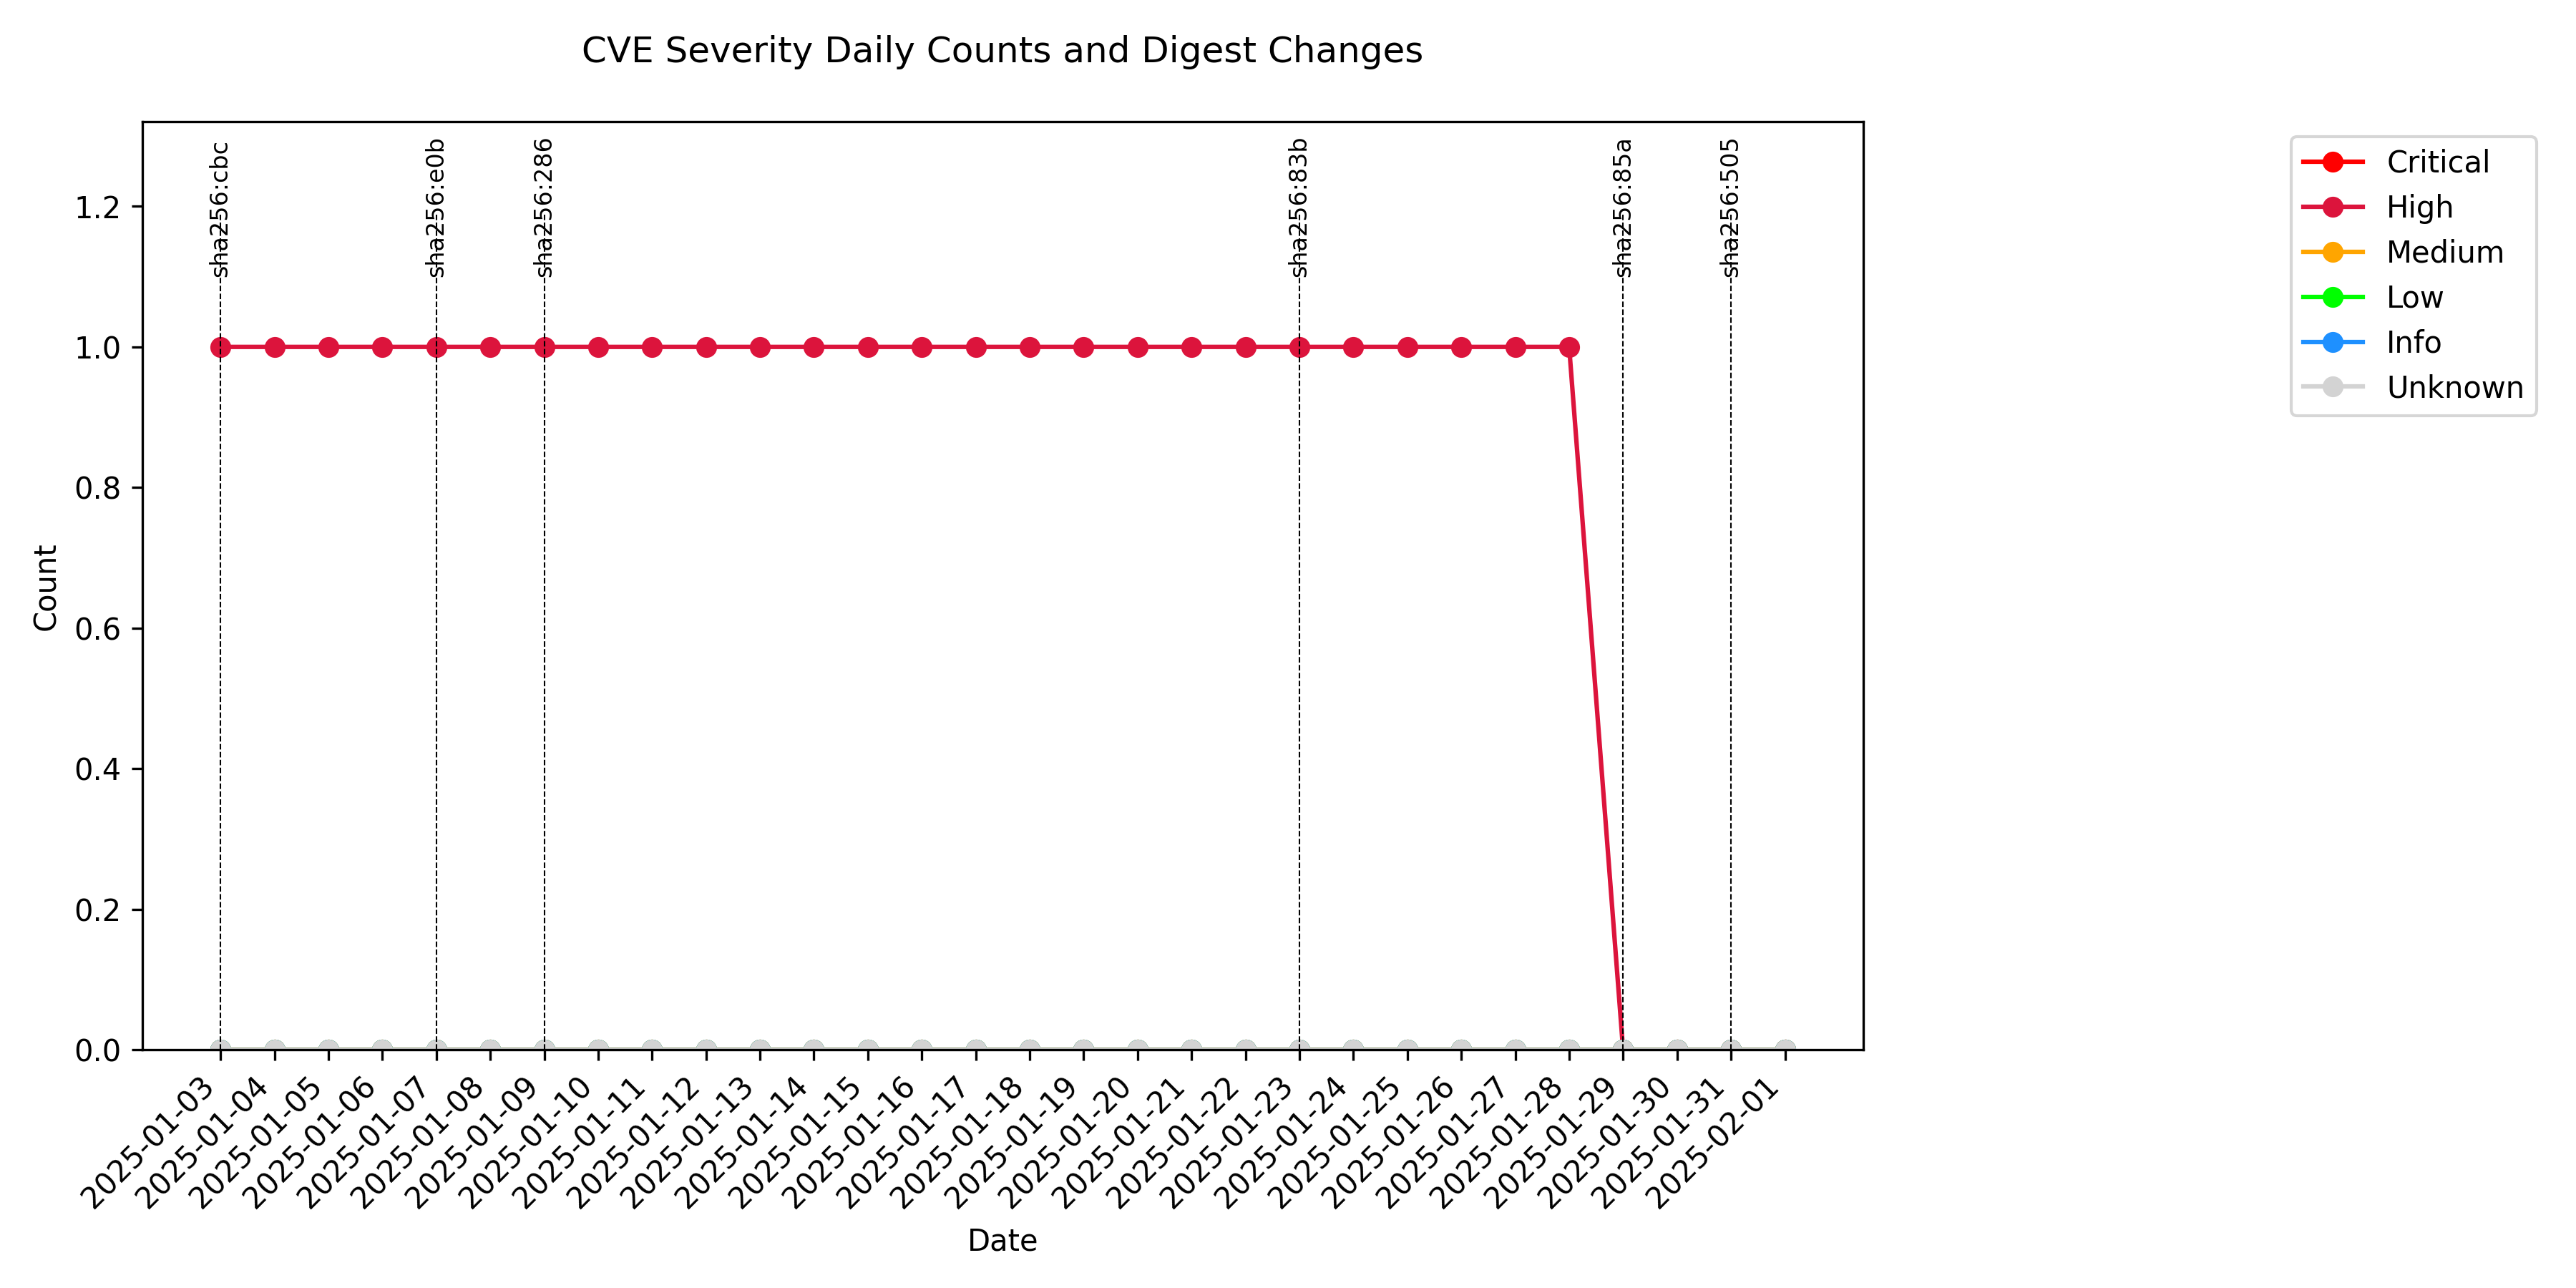 CVE Severity Daily Counts and Digest Changes
sha256:cbc
sha256:e0b
sha256:286
sha256:83b
sha256:85a
sha256:505
Critical
High
Medium
Low
Info
Unknown
1.2
1.0
0.8
0.6
0.4
0.2
0.0
Count
2025-01-03
2025-01-04
2025-01-05
2025-01-06
2025-01-07
2025-01-08
2025-01-09
2025-01-10
2025-01-11
2025-01-12
2025-01-13
2025-01-14
2025-01-15
2025-01-16
2025-01-17
2025-01-18
2025-01-19
2025-01-20
2025-01-21
2025-01-22
2025-01-23
2025-01-24
2025-01-25
2025-01-26
2025-01-27
2025-01-28
2025-01-29
2025-01-30
2025-01-31
2025-02-01
Date